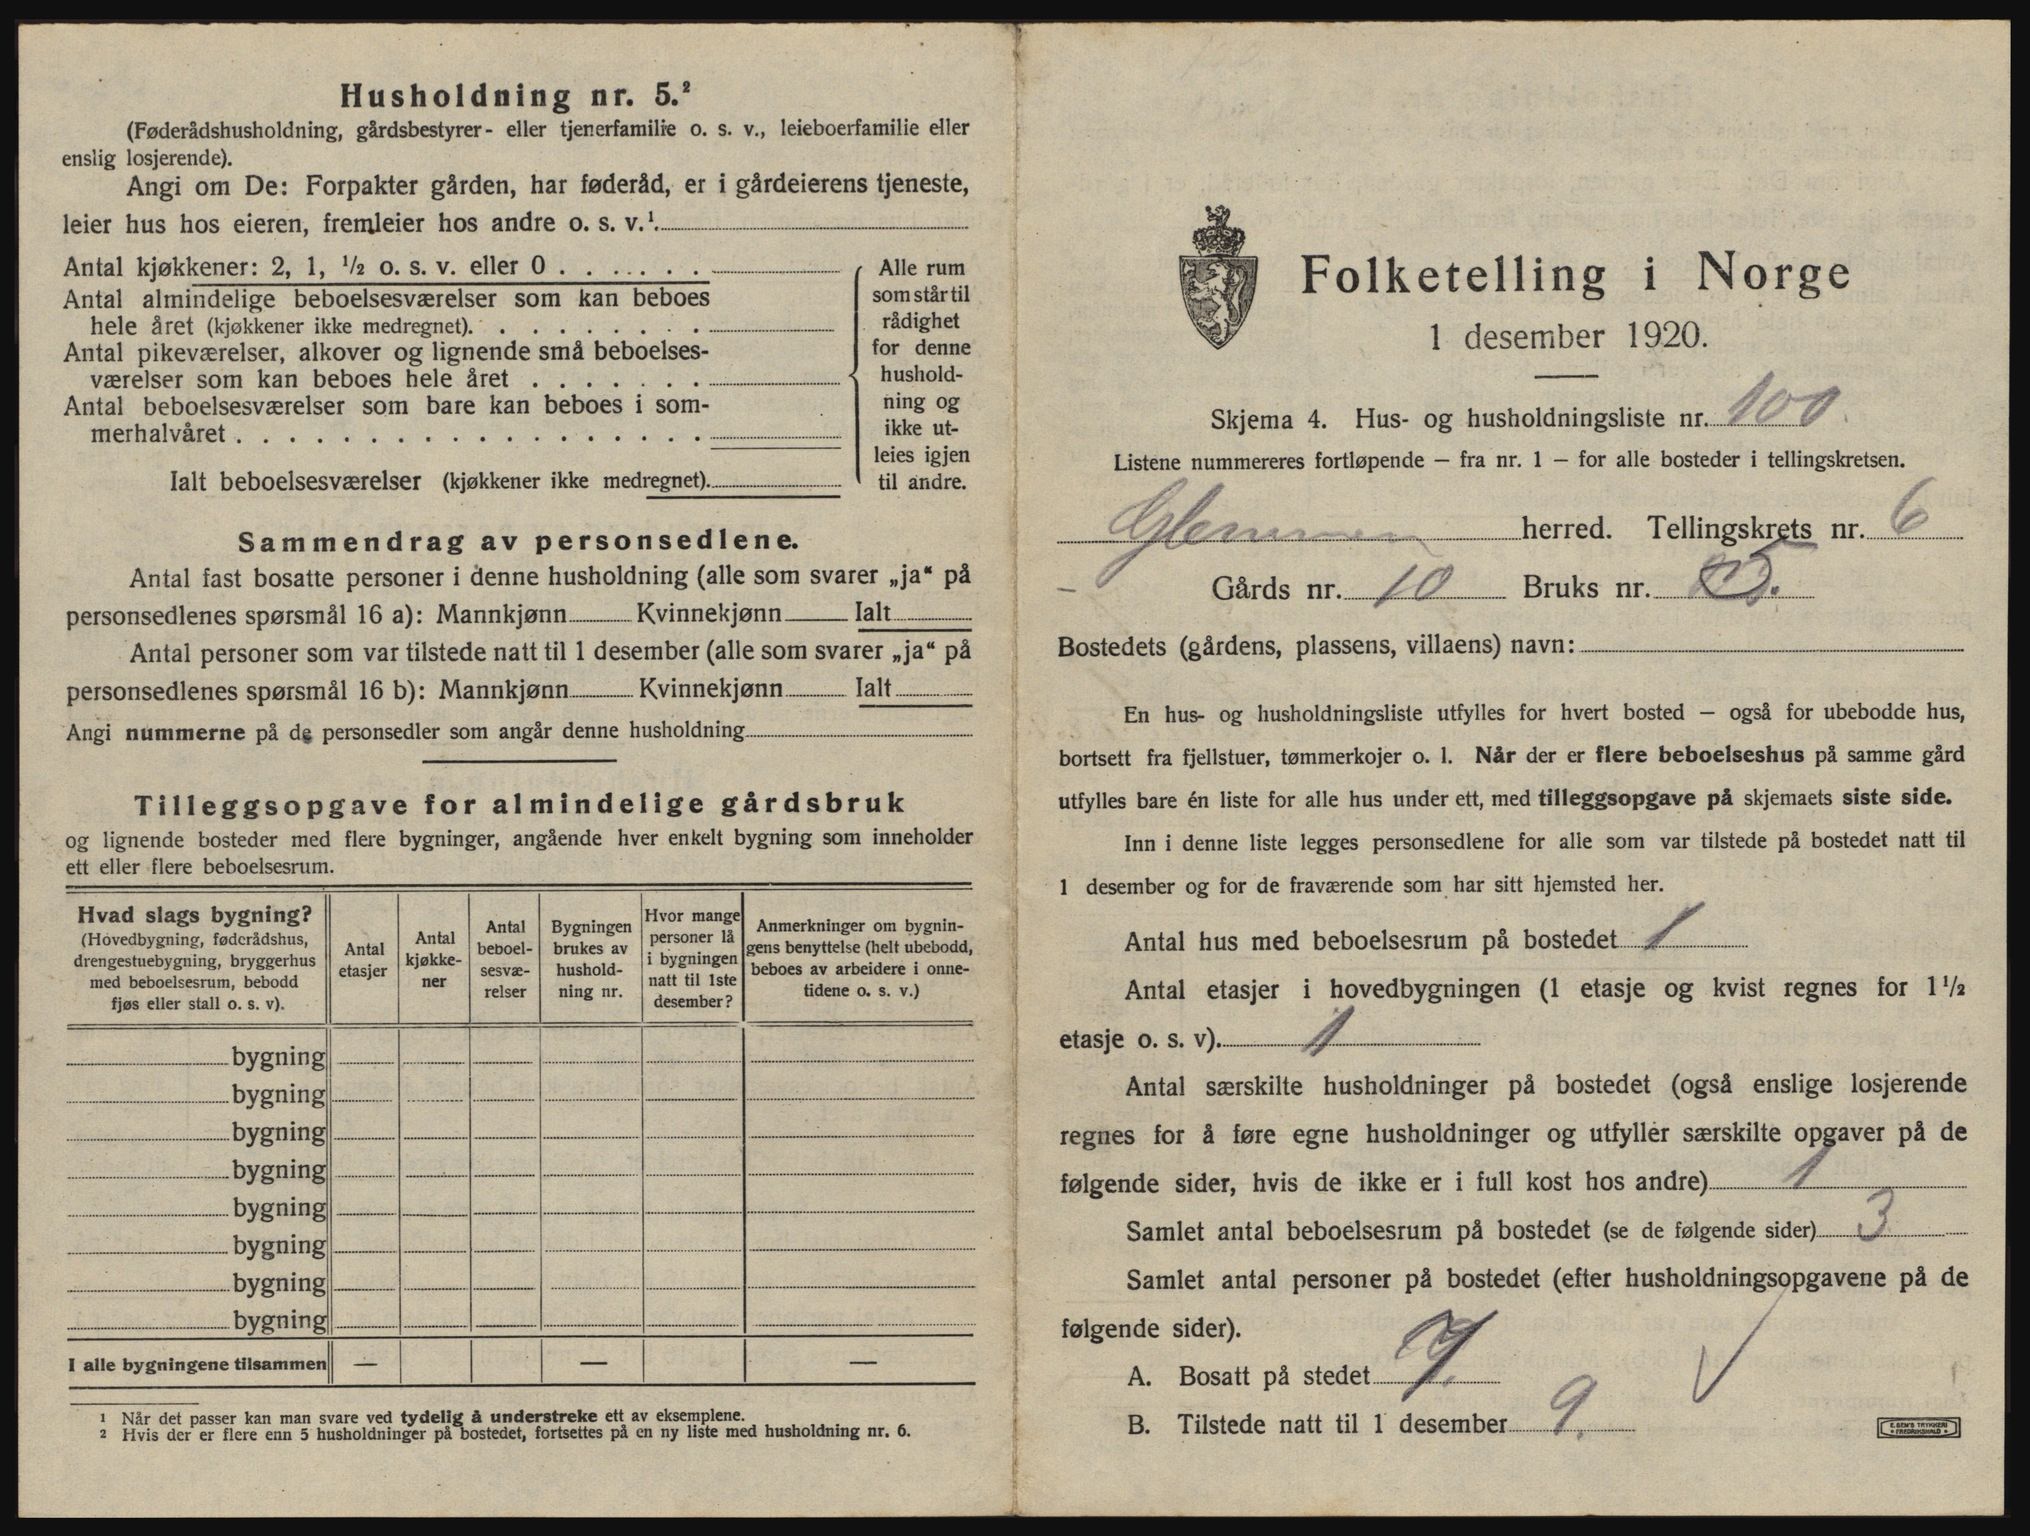 Husholdning nr. 5.²
(Føderådshusholdning, gårdsbestyrer- eller tjenerfamilie o. s. v., leieboerfamilie eller
enslig losjerende).
Angi om De: Forpakter gården, har føderåd, er i gårdeierens tjeneste,
leier hus hos eieren, fremleier hos andre o. s. v.¹
Antal kjøkkener: 2, 1, ½ o. s. v. eller 0
Antal almindelige beboelsesværelser som kan beboes
hele året (kjøkkener ikke medregnet)
Antal pikeværelser, alkover og lignende små beboelses-
værelser som kan beboes hele året
Antal beboelsesværelser som bare kan beboes i som-
merhalvåret
Ialt beboelsesværelser (kjøkkener ikke medregnet)
Alle rum
som står til
rådighet
for denne
hushold-
ning og
ikke ut-
leies igjen
til andre.
Sammendrag av personsedlene.
Antal fast bosatte personer i denne husholdning (alle som svarer „ja“ på
personsedlenes spørsmål 16 a): Mannkjønn Kvinnekjønn Ialt
Antal personer som var tilstede natt til 1 desember (alle som svarer „ja“ på
personsedlenes spørsmål 16 b): Mannkjønn Kvinnekjønn Ialt
Angi nummerne på de personsedler som angår denne husholdning
Tilleggsopgave for almindelige gårdsbruk
og lignende bosteder med flere bygninger, angående hver enkelt bygning som inneholder
ett eller flere beboelsesrum.
Hvad slags bygning?
(Hovedbygning, føderådshus,
drengestuebygning, bryggerhus
med beboelsesrum, bebodd
fjøs eller stall o. s. v).
Antal
etasjer
Antal
kjøkke-
ner
Antal
beboel-
sesvæ-
relser
Bygningen
brukes av
hushold-
ning nr.
Hvor mange
personer lå
i bygningen
natt til 1ste
desember?
Anmerkninger om bygnin-
gens benyttelse (helt ubebodd,
beboes av arbeidere i onne-
tidene o. s. v.)
bygning
bygning
bygning
bygning
bygning
bygning
bygning
bygning
I alle bygningene tilsammen — — —
1 Når det passer kan man svare ved tydelig å understreke ett av eksemplene.
2 Hvis der er flere enn 5 husholdninger på bostedet, fortsettes på en ny liste med husholdning nr. 6.
Folketelling i Norge
1 desember 1920.
Skjema 4. Hus- og husholdningsliste nr. 100
Listene nummereres fortløpende — fra nr. 1 — for alle bosteder i tellingskretsen.
Glemmen herred. Tellingskrets nr. 6
Gårds nr. 10 Bruks nr. 5.
Bostedets (gårdens, plassens, villaens) navn:
En hus- og husholdningsliste utfylles for hvert bosted — også for ubebodde hus,
bortsett fra fjellstuer, tømmerkojer o. l. Når der er flere beboelseshus på samme gård
utfylles bare én liste for alle hus under ett, med tilleggsopgave på skjemaets siste side.
Inn i denne liste legges personsedlene for alle som var tilstede på bostedet natt til
1 desember og for de fraværende som har sitt hjemsted her.
Antal hus med beboelsesrum på bostedet 1
Antal etasjer i hovedbygningen (1 etasje og kvist regnes for 1½
etasje o. s. v). 1
Antal særskilte husholdninger på bostedet (også enslige losjerende
regnes for å føre egne husholdninger og utfyller særskilte opgaver på de
følgende sider, hvis de ikke er i full kost hos andre) 1
Samlet antal beboelsesrum på bostedet (se de følgende sider) 3
Samlet antal personer på bostedet (efter husholdningsopgavene på de
følgende sider).
A. Bosatt på stedet
B. Tilstede natt til 1 desember 9.
E. SEM'S TRYKKERI
FREDRIKSHALD